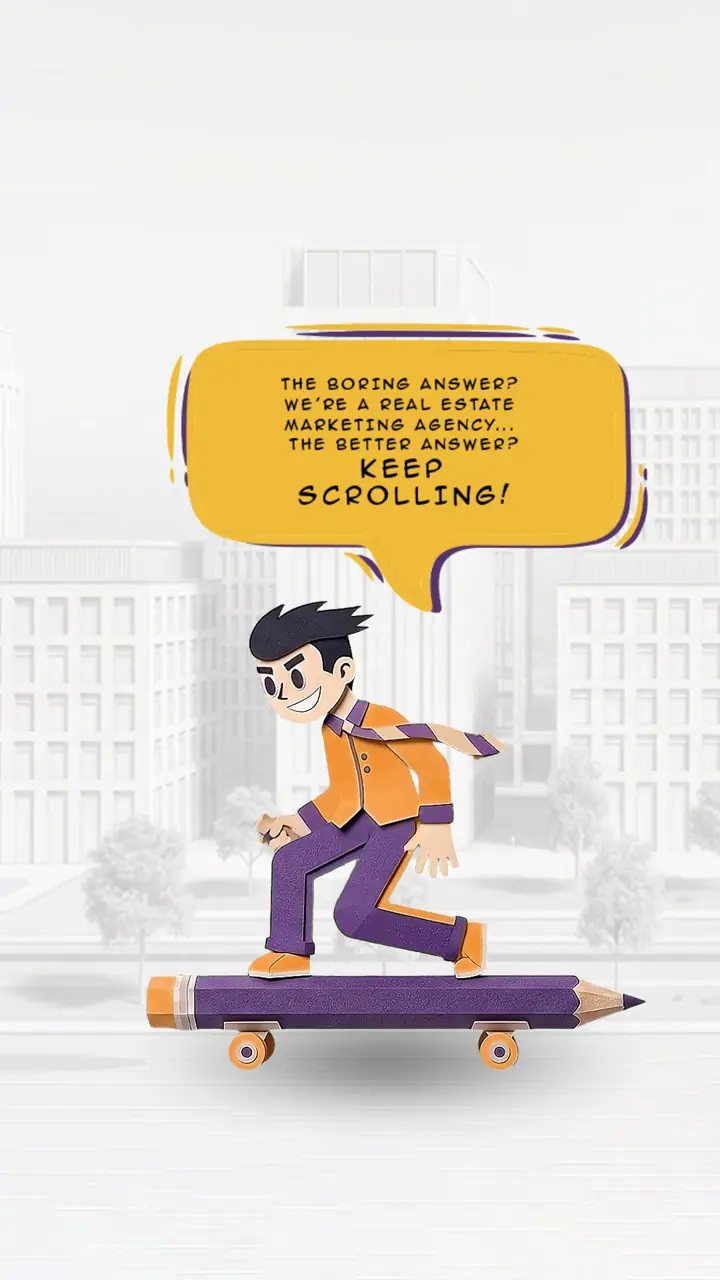 THE BORING ANSWER?
WE'RE A REAL ESTATE
MARKETING AGENCY...
THE BETTER ANSWER?
KEEP
SCROLLING!